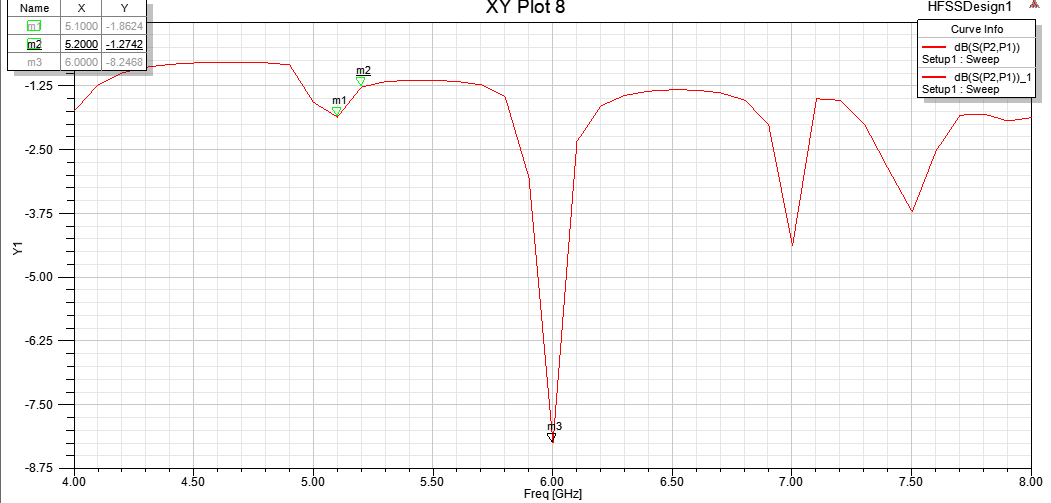 XY Plot 8
HFSSDesign1
Name X Y
m1 5.1000 -1.8624
m2 5.2000 -1.2742
m3 6.0000 -8.2468
Curve Info
dB(S(P2,P1))
Setup1 : Sweep
dB(S(P2,P1))_1
Setup1 : Sweep
m1
m2
m3
Y1
-1.25
-2.50
-3.75
-5.00
-6.25
-7.50
-8.75
4.00 4.50 5.00 5.50 6.00 6.50 7.00 7.50 8.00
Freq [GHz]